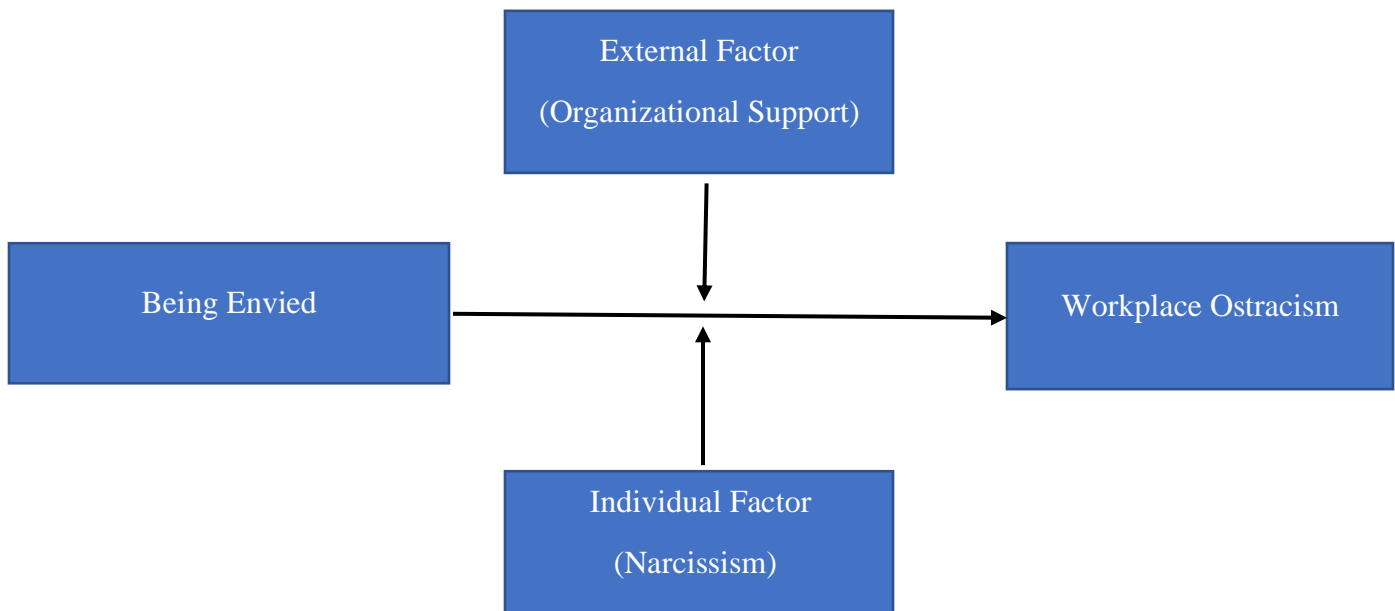 External Factor
(Organizational Support)
Being Envied
Workplace Ostracism
Individual Factor
(Narcissism)